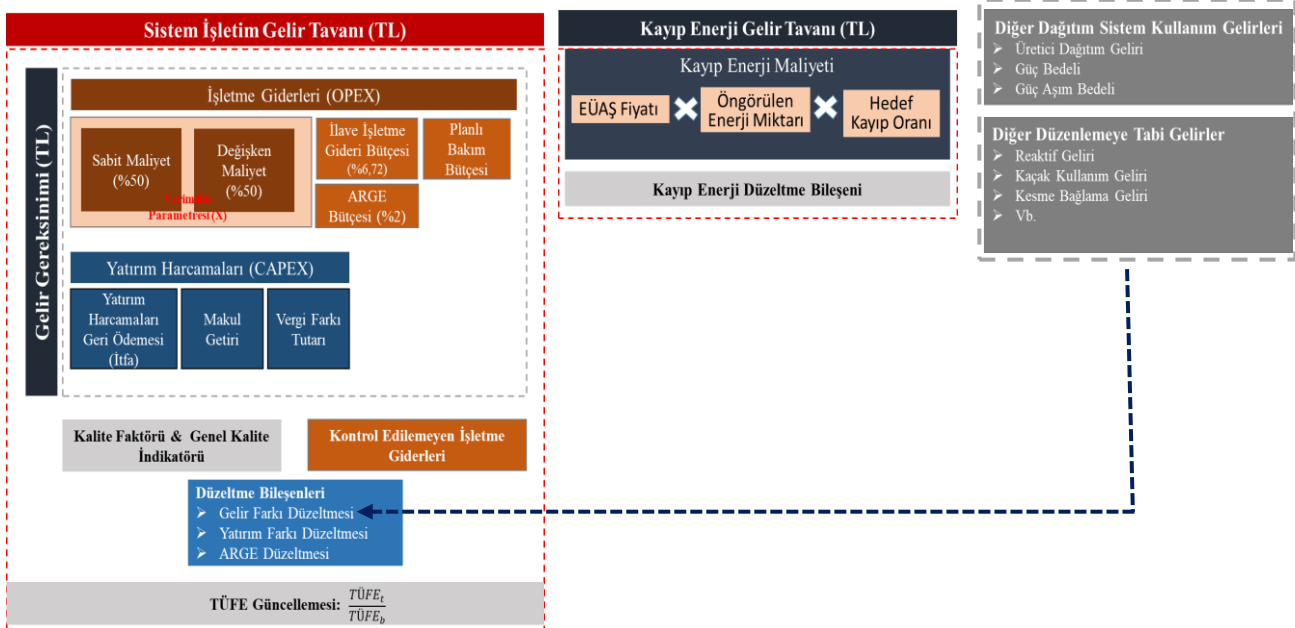 Sistem İşletim Gelir Tavanı (TL)
Gelir Gereksinimi (TL)
İşletme Giderleri (OPEX)
Sabit Maliyet
(%50)
Değişken
Maliyet
(%50)
Parametresi (X)
İlave İşletme
Gideri Bütçesi
(%6,72)
Planlı
Bakım
Bütçesi
ARGE
Bütçesi (%2)
Yatırım Harcamaları (CAPEX)
Yatırım
Harcamaları
Geri Ödemesi
(İtfa)
Makul
Getiri
Vergi Farkı
Tutarı
Kalite Faktörü & Genel Kalite
İndikatörü
Kontrol Edilemeyen İşletme
Giderleri
Düzeltme Bileşenleri
➢ Gelir Farkı Düzeltmesi
➢ Yatırım Farkı Düzeltmesi
➢ ARGE Düzeltmesi
TÜFE Güncellemesi: TÜFEt / TÜFEb
Kayıp Enerji Gelir Tavanı (TL)
Kayıp Enerji Maliyeti
EÜAŞ Fiyatı
Öngörülen
Enerji Miktarı
Hedef
Kayıp Oranı
Kayıp Enerji Düzeltme Bileşeni
Diğer Dağıtım Sistem Kullanım Gelirleri
➢ Üretici Dağıtım Geliri
➢ Güç Bedeli
➢ Güç Aşım Bedeli
Diğer Düzenlemeye Tabi Gelirler
➢ Reaktif Geliri
➢ Kaçak Kullanım Geliri
➢ Kesme Bağlama Geliri
➢ Vb.